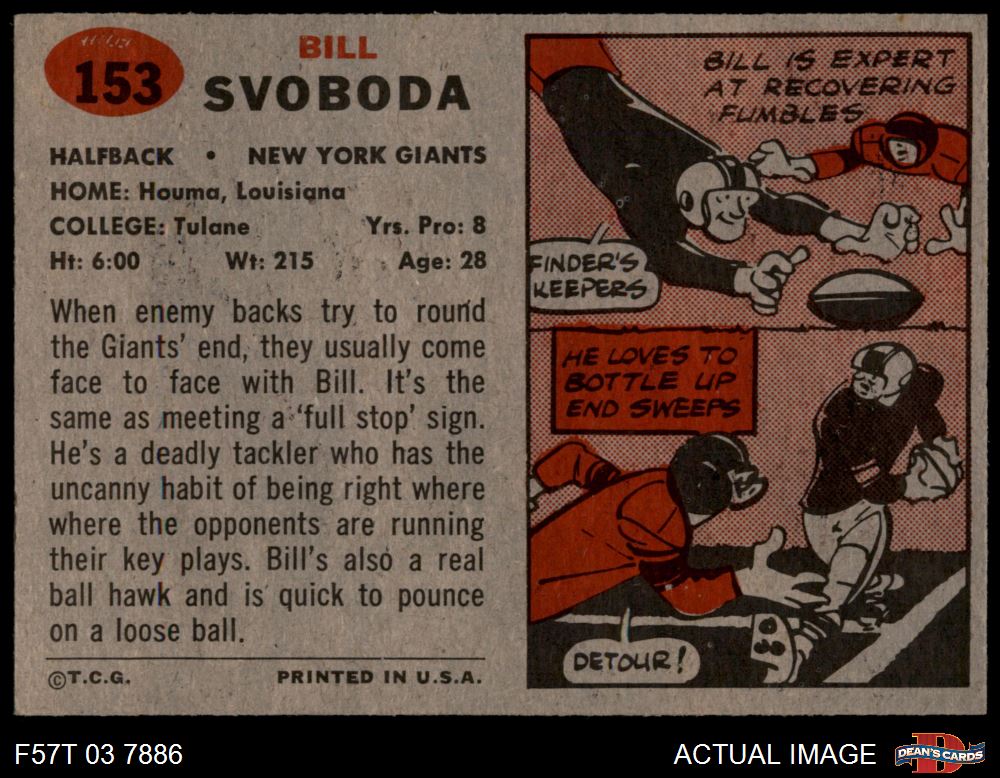 153
BILL
SVOBODA
HALFBACK • NEW YORK GIANTS
HOME: Houma, Louisiana
COLLEGE: Tulane Yrs. Pro: 8
Ht: 6:00 Wt: 215 Age: 28
When enemy backs try to round
the Giants' end, they usually come
face to face with Bill. It's the
same as meeting a 'full stop' sign.
He's a deadly tackler who has the
uncanny habit of being right where
where the opponents are running
their key plays. Bill's also a real
ball hawk and is quick to pounce
on a loose ball.
©T.C.G. PRINTED IN U.S.A.
BILL IS EXPERT
AT RECOVERING
FUMBLES
FINDER'S
KEEPERS
HE LOVES TO
BOTTLE UP
END SWEEPS
DETOUR!
F57T 03 7886
ACTUAL IMAGE
DEAN'S CARDS